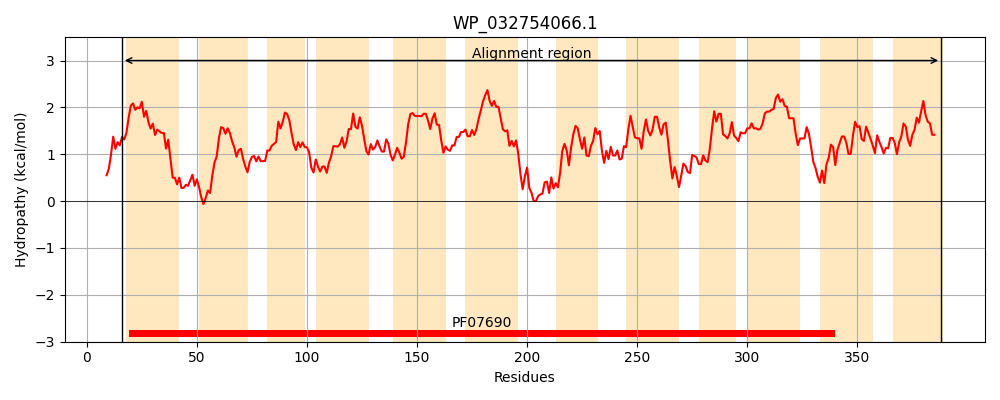 WP_032754066.1
Alignment region
3
2
1
0
−1
−2
−3
Hydropathy (kcal/mol)
PF07690
0 50 100 150 200 250 300 350
Residues